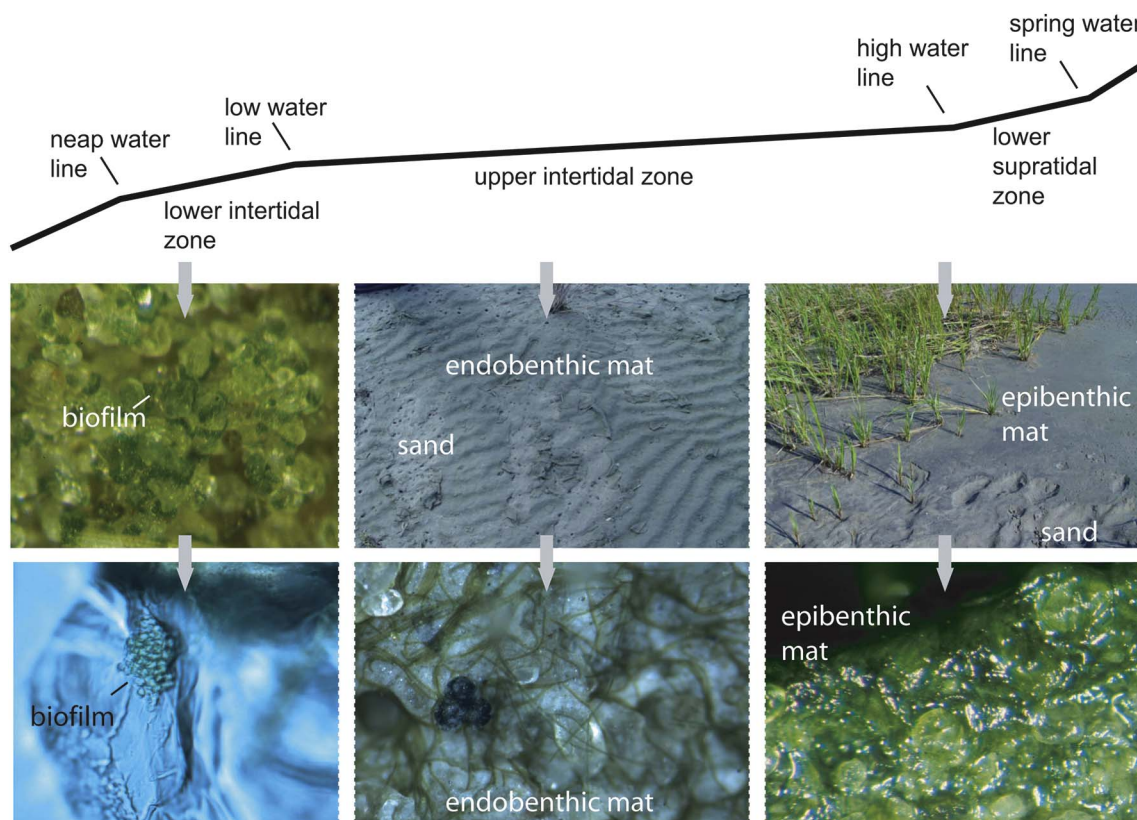 spring water
line
high water
line
low water
line
neap water
line
lower
supratidal
zone
upper intertidal zone
lower intertidal
zone
biofilm
endobenthic mat
sand
epibenthic
mat
sand
biofilm
endobenthic mat
epibenthic
mat